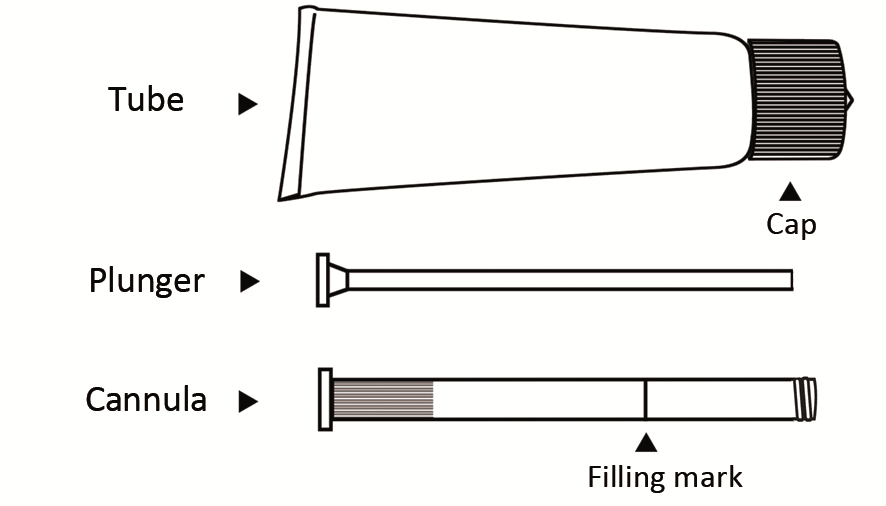 Tube
Cap
Plunger
Cannula
Filling mark